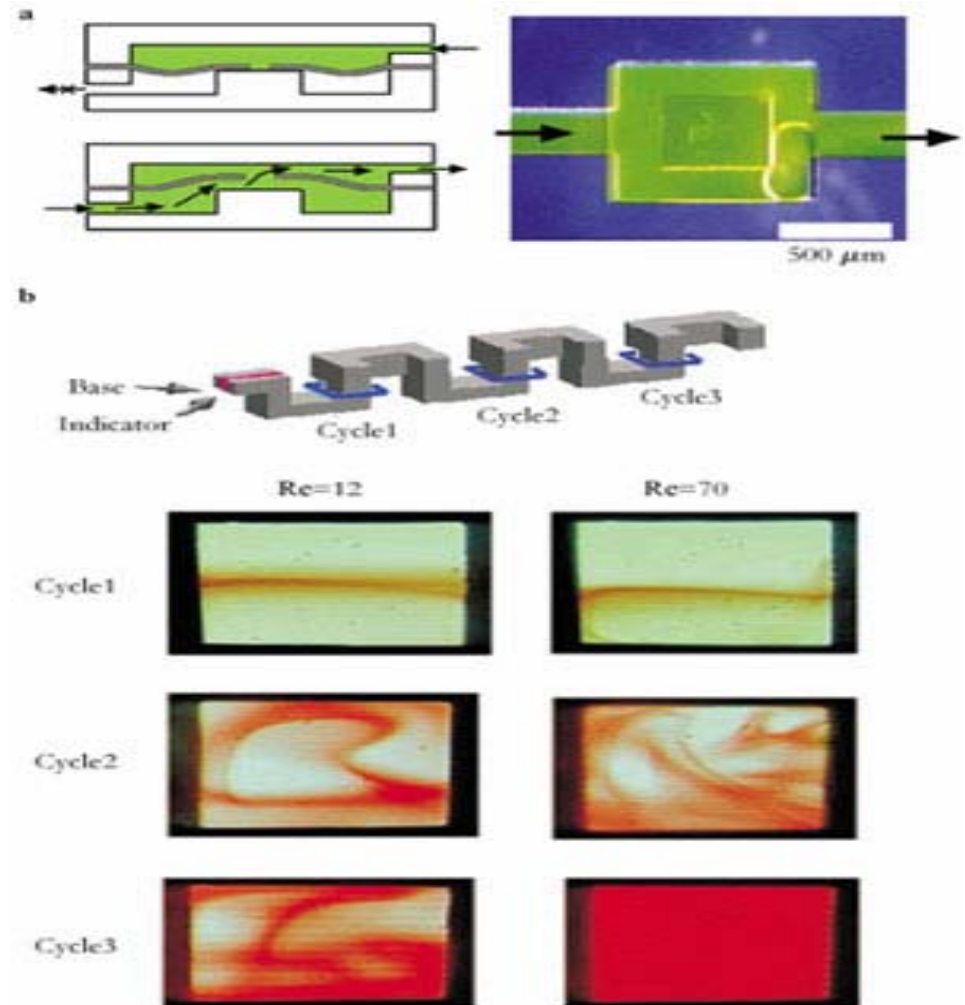 a
500 μm
b
Base
Indicator
Cycle1
Cycle2
Cycle3
Re=12 Re=70
Cycle1
Cycle2
Cycle3